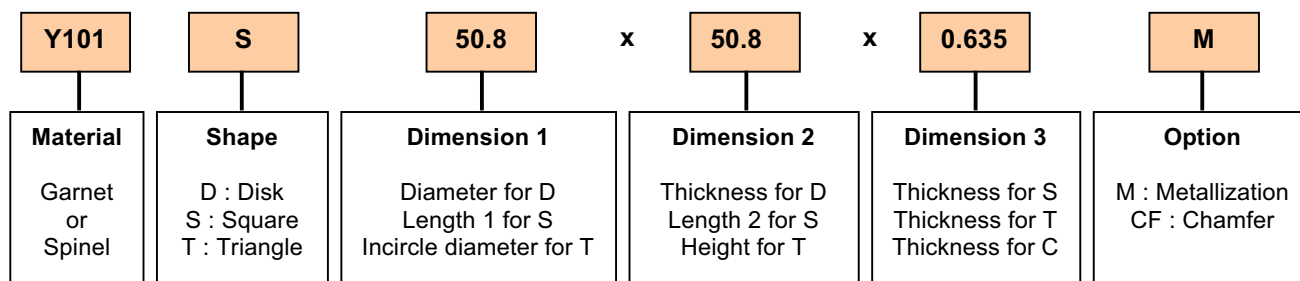 Y101 S 50.8 x 50.8 x 0.635 M
Material
Garnet
or
Spinel
Shape
D : Disk
S : Square
T : Triangle
Dimension 1
Diameter for D
Length 1 for S
Incircle diameter for T
Dimension 2
Thickness for D
Length 2 for S
Height for T
Dimension 3
Thickness for S
Thickness for T
Thickness for C
Option
M : Metallization
CF : Chamfer